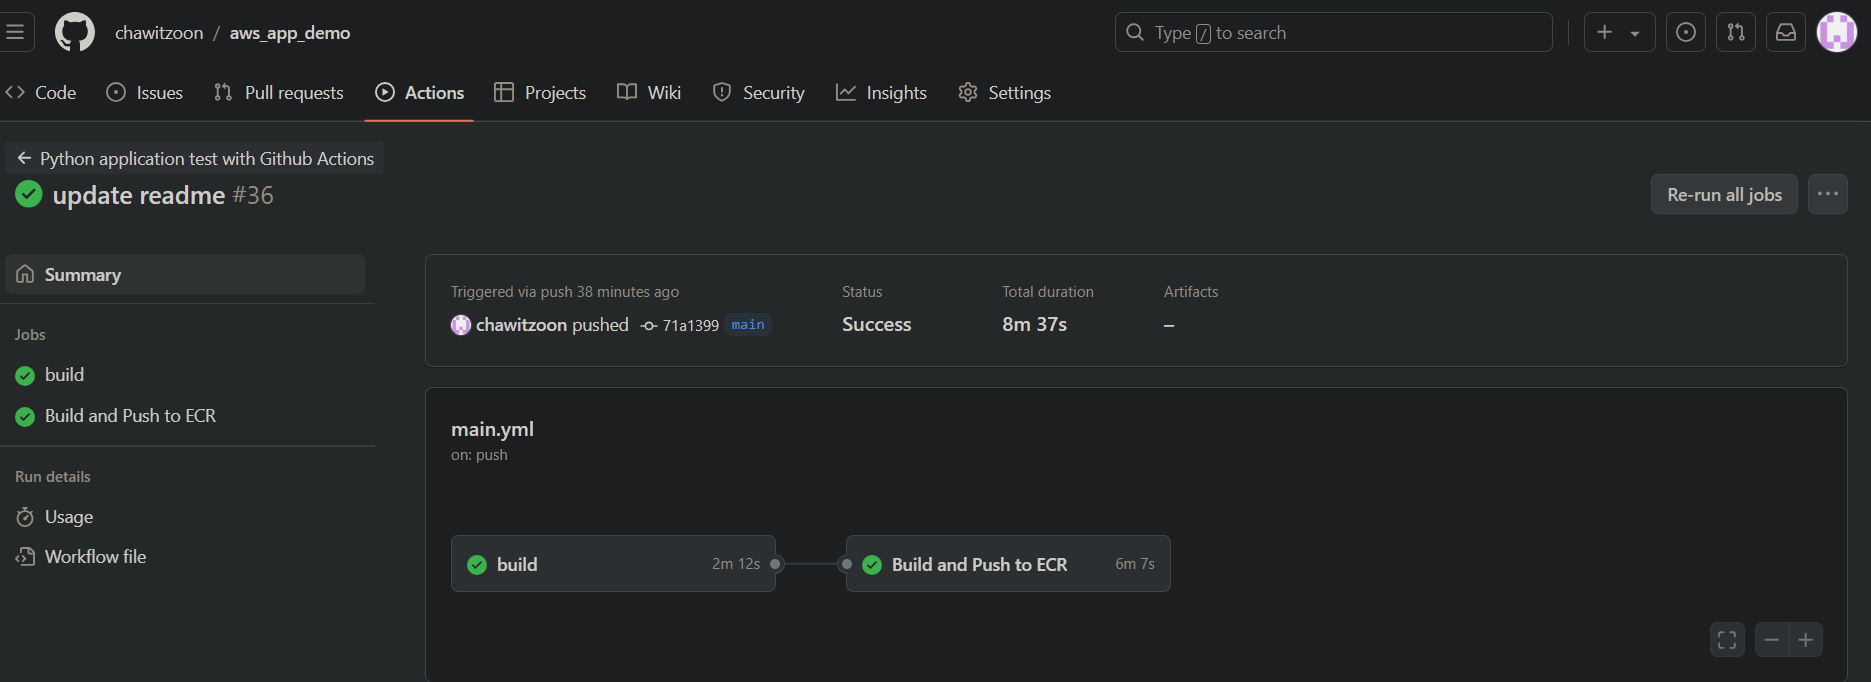 chawitzoon / aws_app_demo
Type / to search
Code Issues Pull requests Actions Projects Wiki Security Insights Settings
← Python application test with Github Actions
update readme #36
Re-run all jobs
Summary
Jobs
build
Build and Push to ECR
Run details
Usage
Workflow file
Triggered via push 38 minutes ago
chawitzoon pushed 71a1399 main
Status
Success
Total duration
8m 37s
Artifacts
–
main.yml
on: push
build 2m 12s
Build and Push to ECR 6m 7s